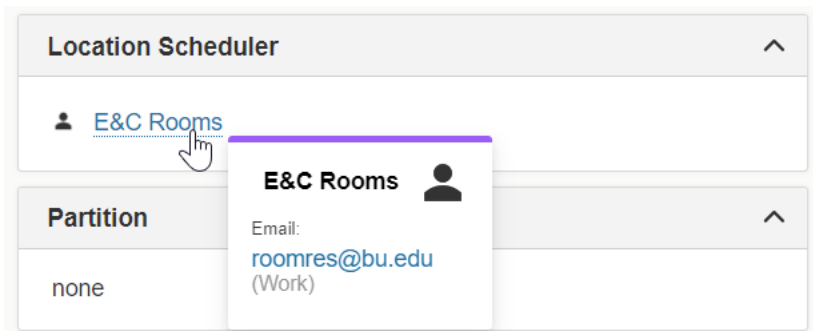 Location Scheduler
E&C Rooms
E&C Rooms
Email:
roomres@bu.edu
(Work)
Partition
none